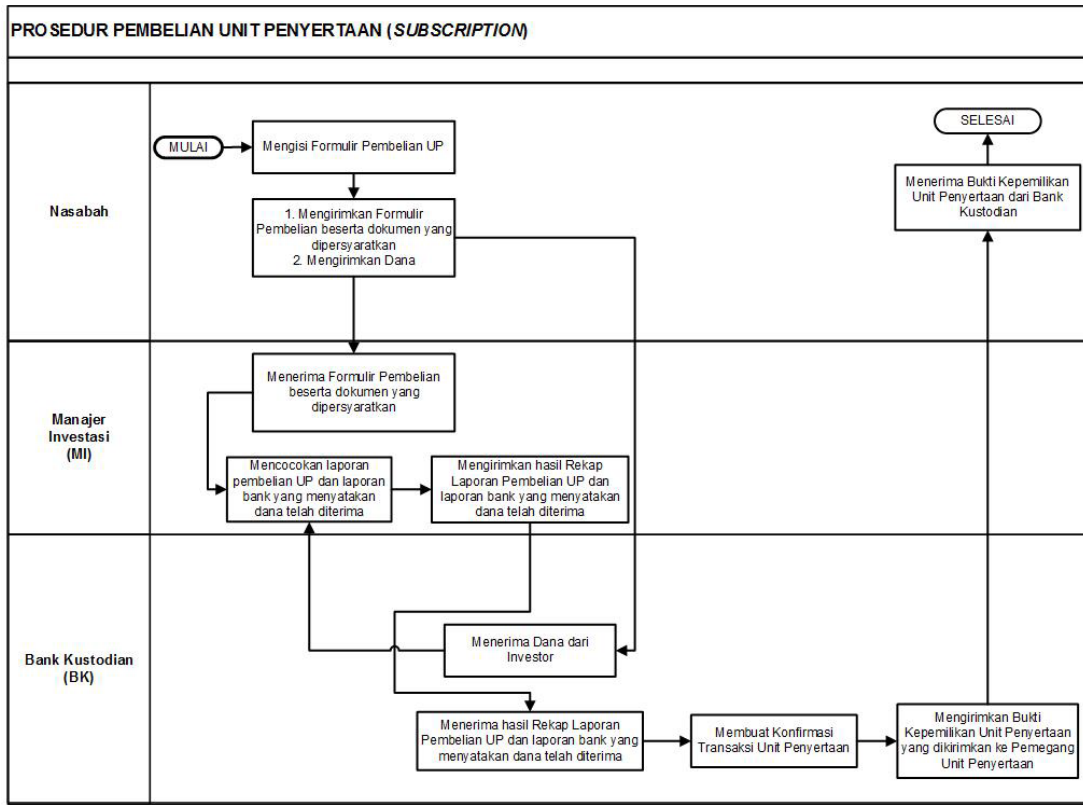 PROSEDUR PEMBELIAN UNIT PENYERTAAN (SUBSCRIPTION)
Nasabah
MULAI
Mengisi Formulir Pembelian UP
1. Mengirimkan Formulir
Pembelian beserta dokumen yang
dipersyaratkan
2. Mengirimkan Dana
SELESAI
Menerima Bukti Kepemilikan
Unit Penyertaan dari Bank
Kustodian
Manajer
Investasi
(MI)
Menerima Formulir Pembelian
beserta dokumen yang
dipersyaratkan
Mencocokan laporan
pembelian UP dan laporan
bank yang menyatakan
dana telah diterima
Mengirimkan hasil Rekap
Laporan Pembelian UP dan
laporan bank yang menyatakan
dana telah diterima
Bank Kustodian
(BK)
Menerima Dana dari
Investor
Menerima hasil Rekap Laporan
Pembelian UP dan laporan bank yang
menyatakan dana telah diterima
Membuat Konfirmasi
Transaksi Unit Penyertaan
Mengirimkan Bukti
Kepemilikan Unit Penyertaan
yang dikirimkan ke Pemegang
Unit Penyertaan